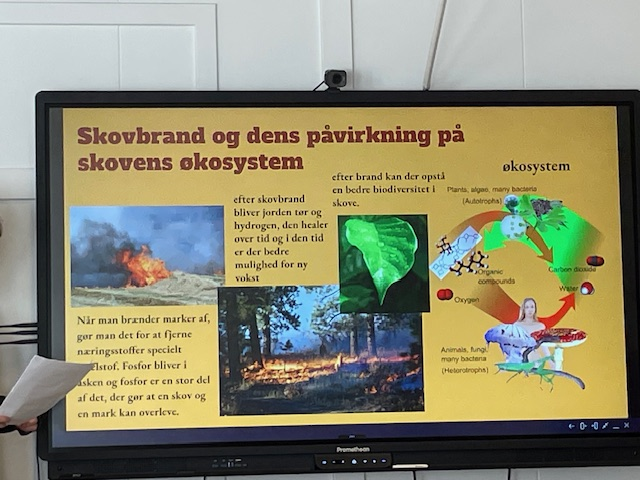 Skovbrand og dens påvirkning på
skovens økosystem
efter skovbrand
bliver jorden tør og
hydrogen, den healer
over tid og i den tid
er der bedre
mulighed for ny
vokst
efter brand kan der opstå
en bedre biodiversitet i
skove.
økosystem
Plants, algae, many bacteria
(Autotrophs)
Organic
compounds
Carbon dioxide
Water
Oxygen
Animals, fungi,
many bacteria
(Heterotrophs)
Når man brænder marker af,
gør man det for at fjerne
næringsstoffer specielt
Fosfor bliver i
asken og fosfor er en stor del
af det, der gør at en skov og
en mark kan overleve.
Promethean